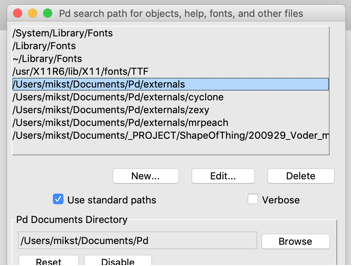 Pd search path for objects, help, fonts, and other files
/System/Library/Fonts
/Library/Fonts
~/Library/Fonts
/usr/X11R6/lib/X11/fonts/TTF
/Users/mikst/Documents/Pd/externals
/Users/mikst/Documents/Pd/externals/cyclone
/Users/mikst/Documents/Pd/externals/zexy
/Users/mikst/Documents/Pd/externals/mrpeach
/Users/mikst/Documents/_PROJECT/ShapeOfThing/200929_Voder_m
New... Edit... Delete
Use standard paths Verbose
Pd Documents Directory
/Users/mikst/Documents/Pd Browse
Reset Disable